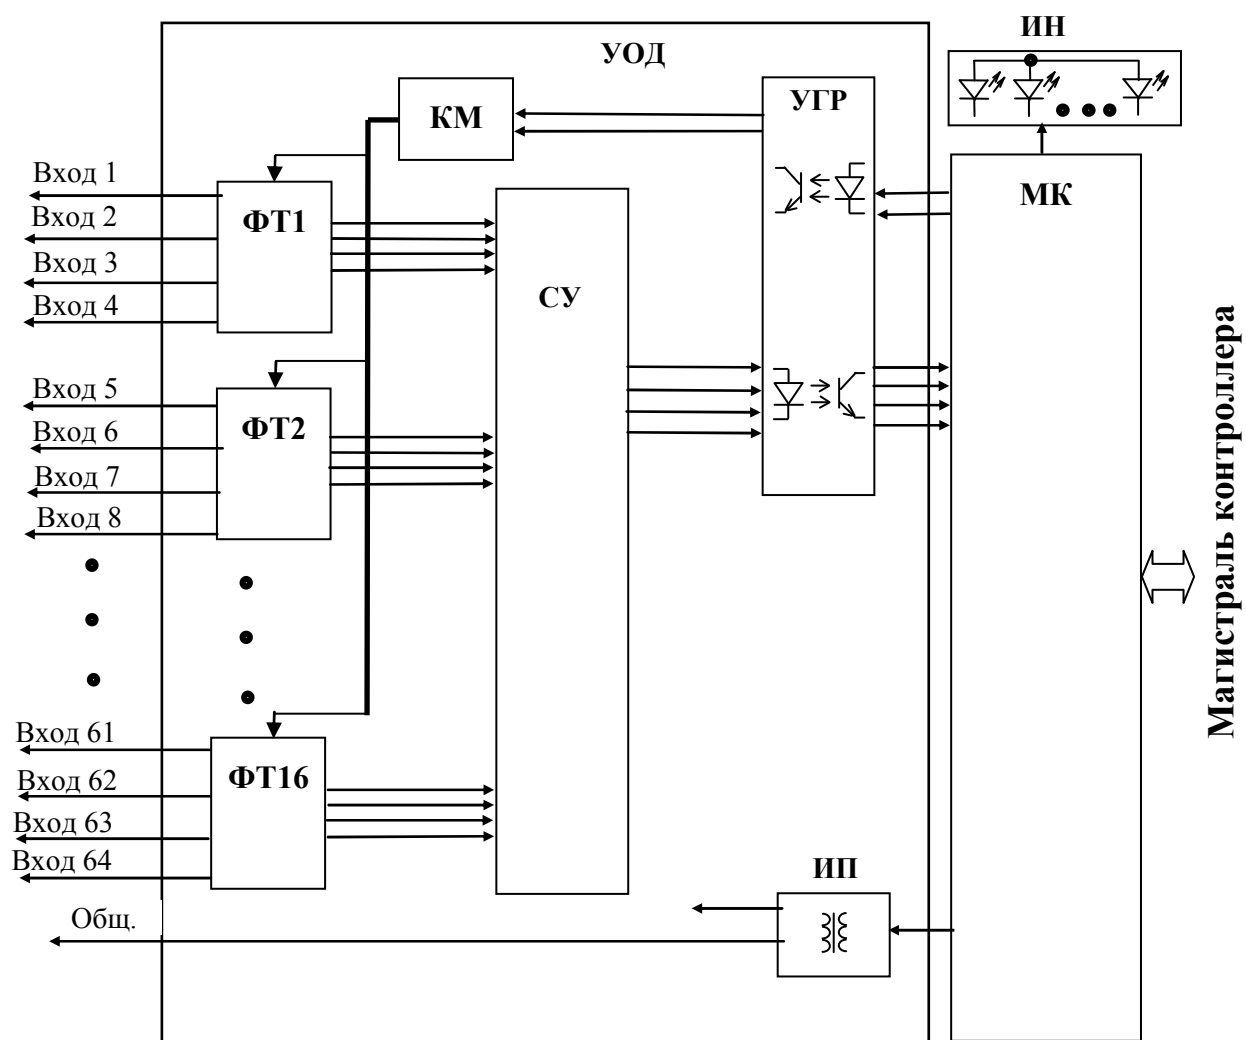 ИН
УОД
УГР
КМ
Вход 1
МК
ФТ1
Вход 2
Вход 3
СУ
Вход 4
Вход 5
ФТ2
Вход 6
Вход 7
Вход 8
Магистраль контроллера
Вход 61
ФТ16
Вход 62
Вход 63
Вход 64
ИП
Общ.